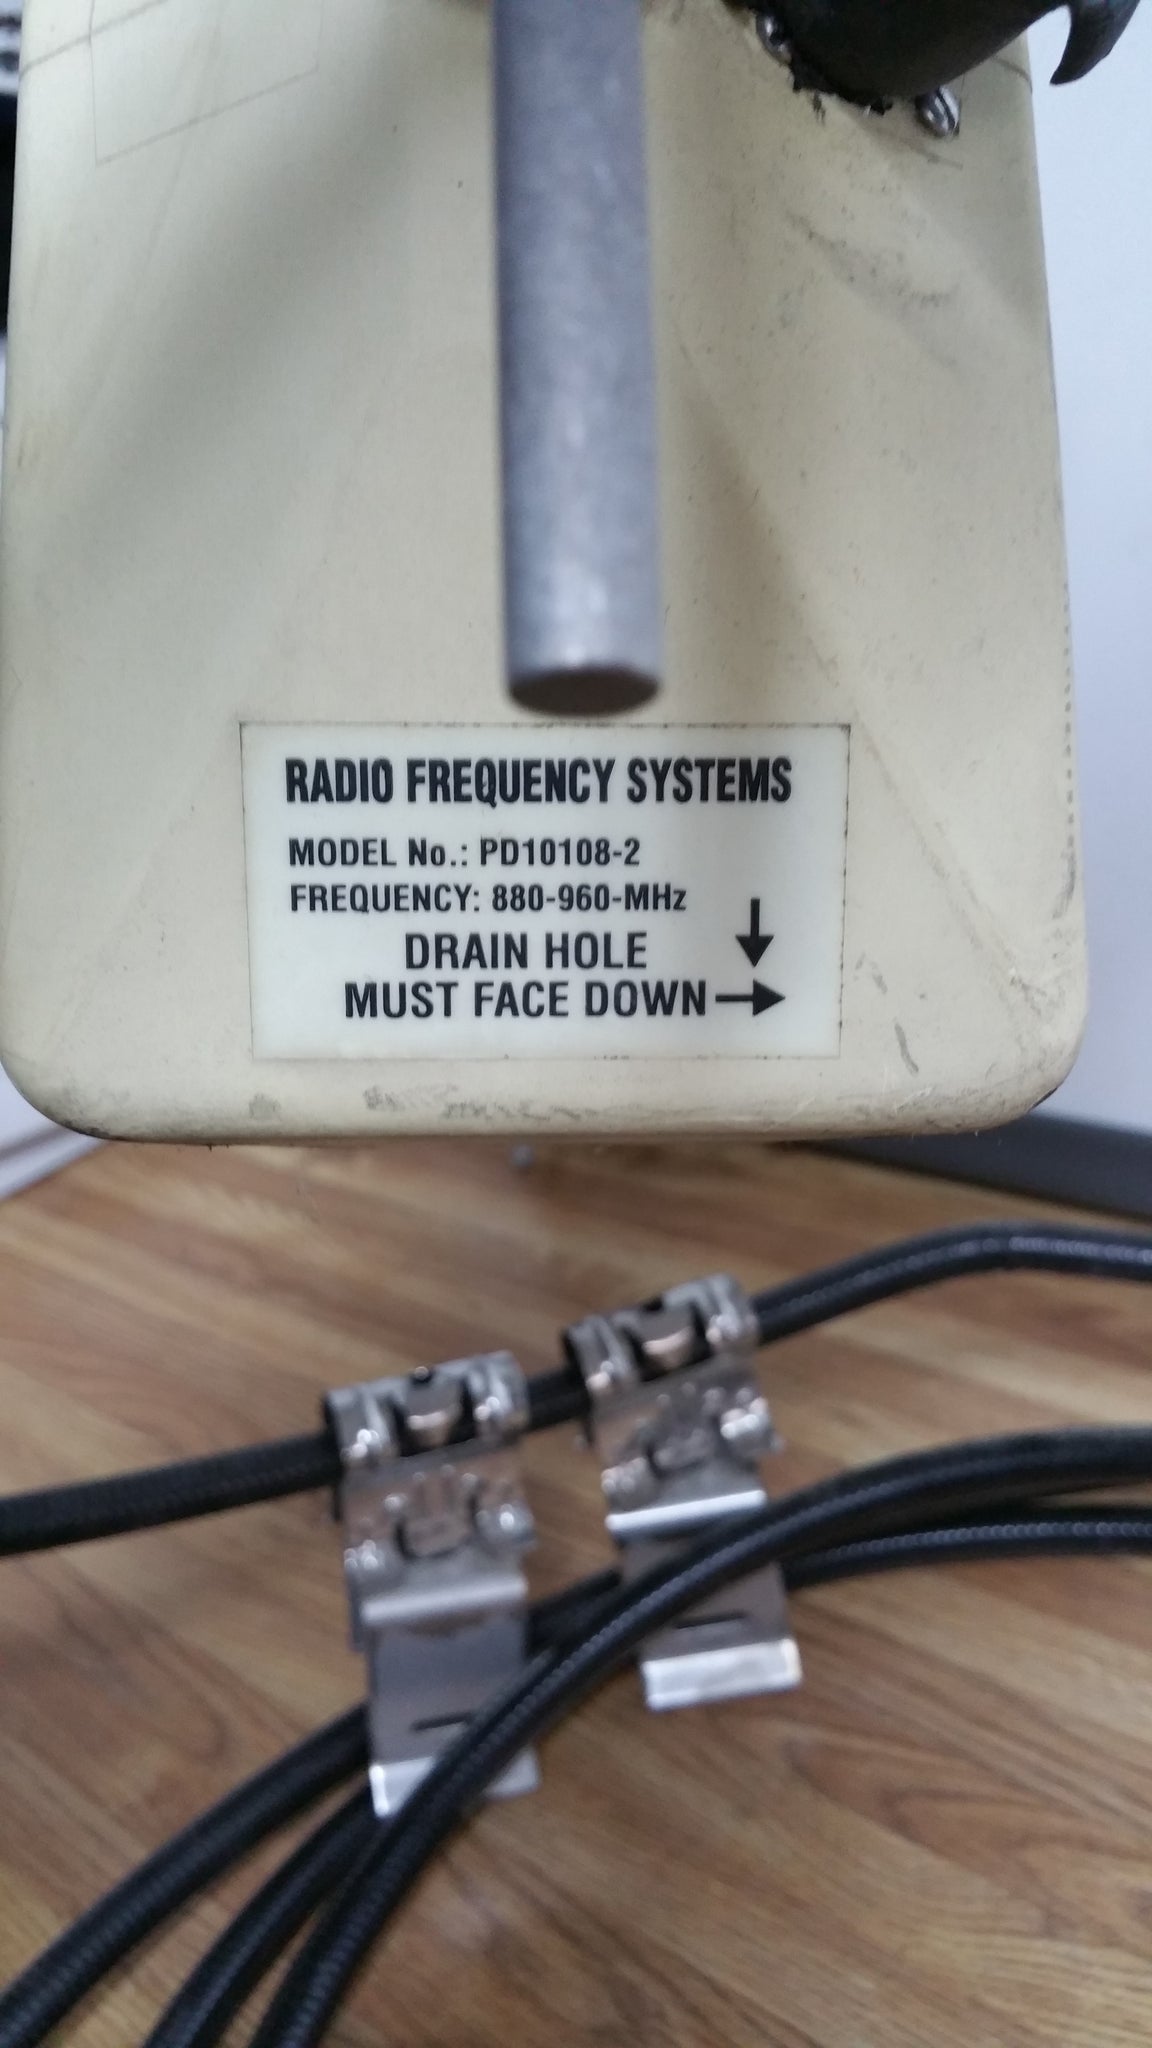 RADIO FREQUENCY SYSTEMS
MODEL No.: PD10108-2
FREQUENCY: 880-960-MHz
DRAIN HOLE ↓
MUST FACE DOWN→